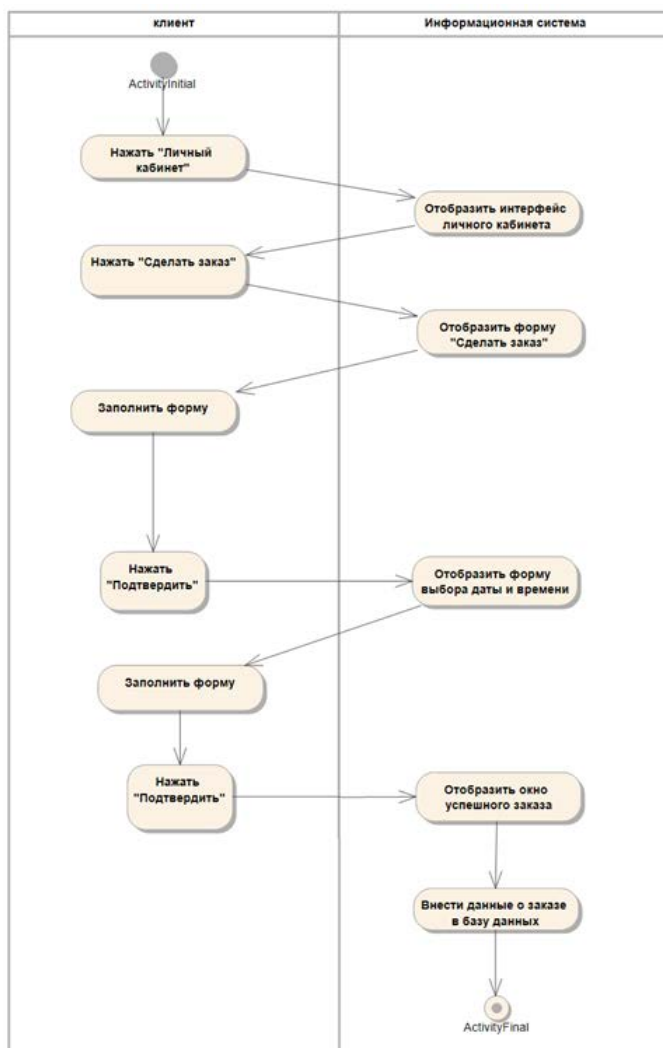 клиент
Информационная система
ActivityInitial
Нажать "Личный
кабинет"
Отобразить интерфейс
личного кабинета
Нажать "Сделать заказ"
Отобразить форму
"Сделать заказ"
Заполнить форму
Нажать
"Подтвердить"
Отобразить форму
выбора даты и времени
Заполнить форму
Нажать
"Подтвердить"
Отобразить окно
успешного заказа
Внести данные о заказе
в базу данных
ActivityFinal